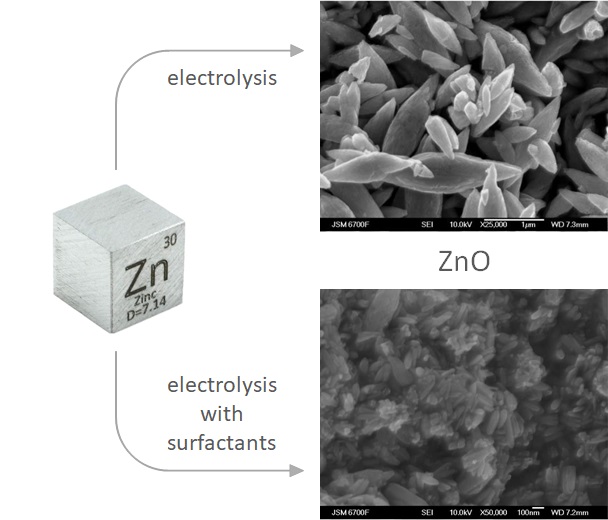 electrolysis
JSM 6700F SEI 10.0kV X25,000 1µm WD 7.3mm
30
Zn
Zinc
D=7.14
ZnO
electrolysis
with
surfactants
JSM 6700F SEI 10.0kV X50,000 100nm WD 7.2mm